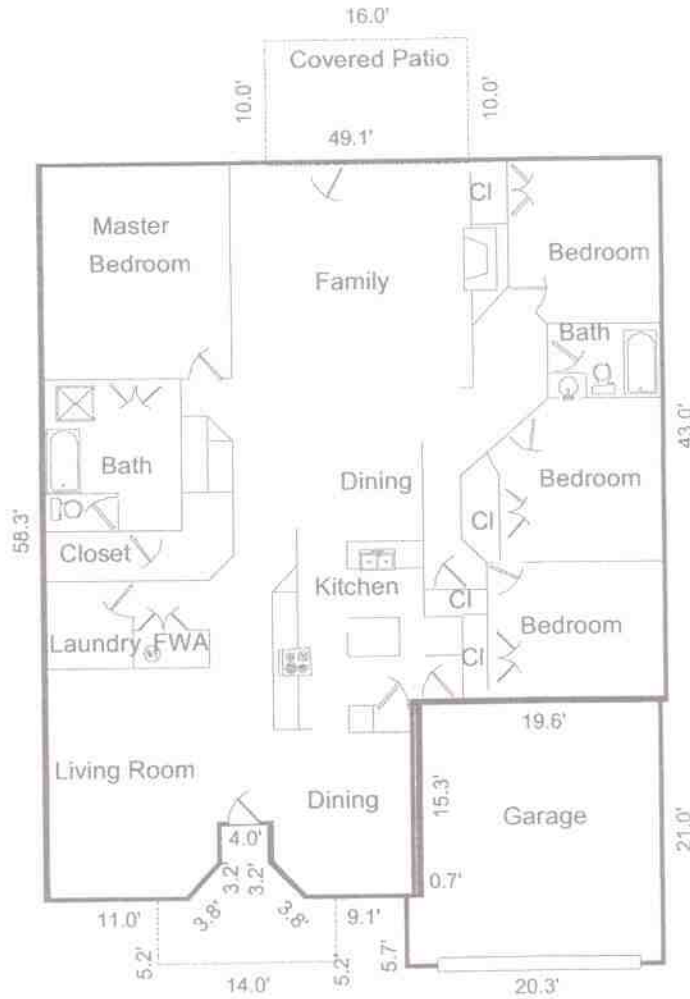 16.0'
Covered Patio
10.0'
10.0'
49.1'
Cl
Master
Bedroom
Bedroom
Family
Bath
43.0'
Bath
Dining
Bedroom
Cl
58.3'
Closet
Kitchen
Cl
Bedroom
Laundry FWA
Cl
19.6'
Living Room
Dining
15.3'
Garage
21.0'
4.0'
3.2'
3.2'
0.7'
11.0'
3.8'
3.8'
9.1'
5.2'
5.2'
5.7'
14.0'
20.3'